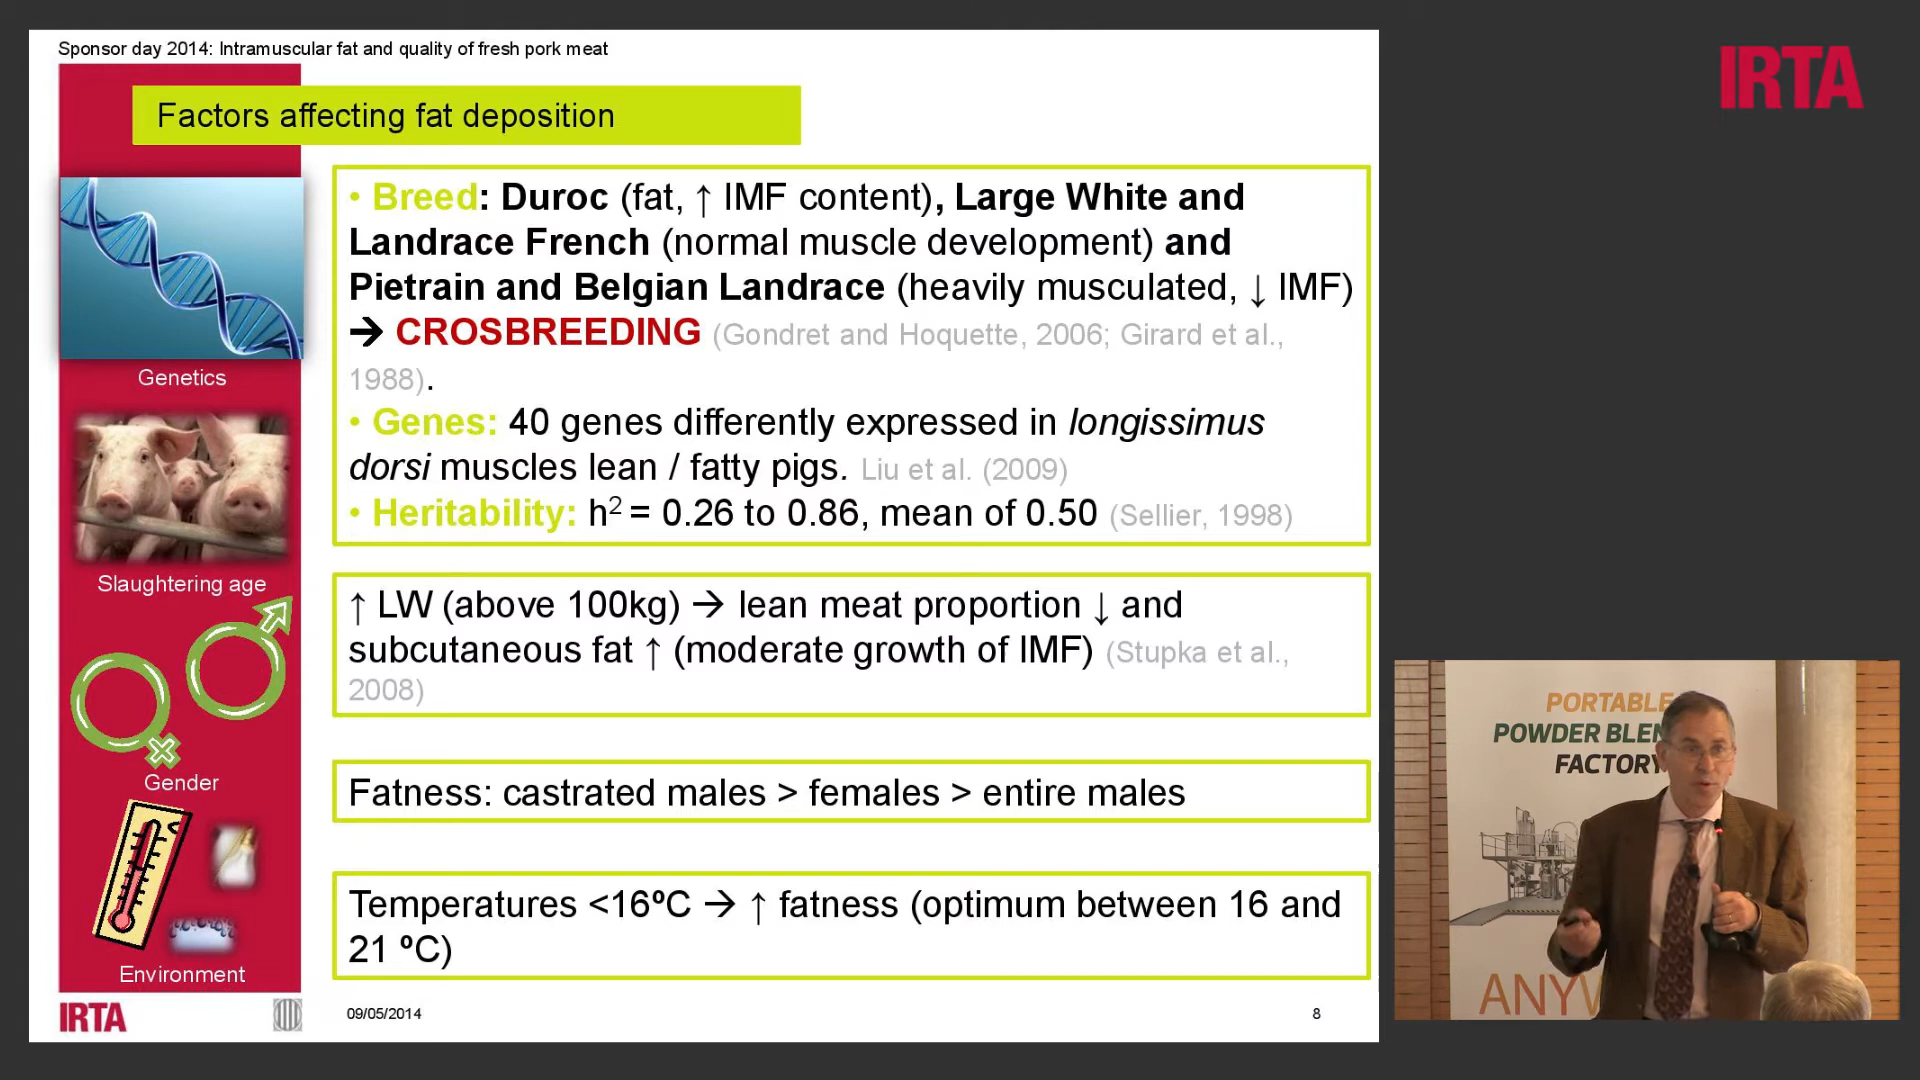 Sponsor day 2014: Intramuscular fat and quality of fresh pork meat
IRTA
Factors affecting fat deposition
• Breed: Duroc (fat, ↑ IMF content), Large White and
Landrace French (normal muscle development) and
Pietrain and Belgian Landrace (heavily musculated, ↓ IMF)
➔ CROSBREEDING (Gondret and Hoquette, 2006; Girard et al.,
1988).
• Genes: 40 genes differently expressed in longissimus
dorsi muscles lean / fatty pigs. Liu et al. (2009)
• Heritability: h² = 0.26 to 0.86, mean of 0.50 (Sellier, 1998)
Genetics
Slaughtering age
↑ LW (above 100kg) → lean meat proportion ↓ and
subcutaneous fat ↑ (moderate growth of IMF) (Stupka et al.,
2008)
Gender
Fatness: castrated males > females > entire males
Temperatures <16ºC → ↑ fatness (optimum between 16 and
21 ºC)
Environment
IRTA
09/05/2014
8
PORTABLE
POWDER BLEN
FACTORY
ANYW